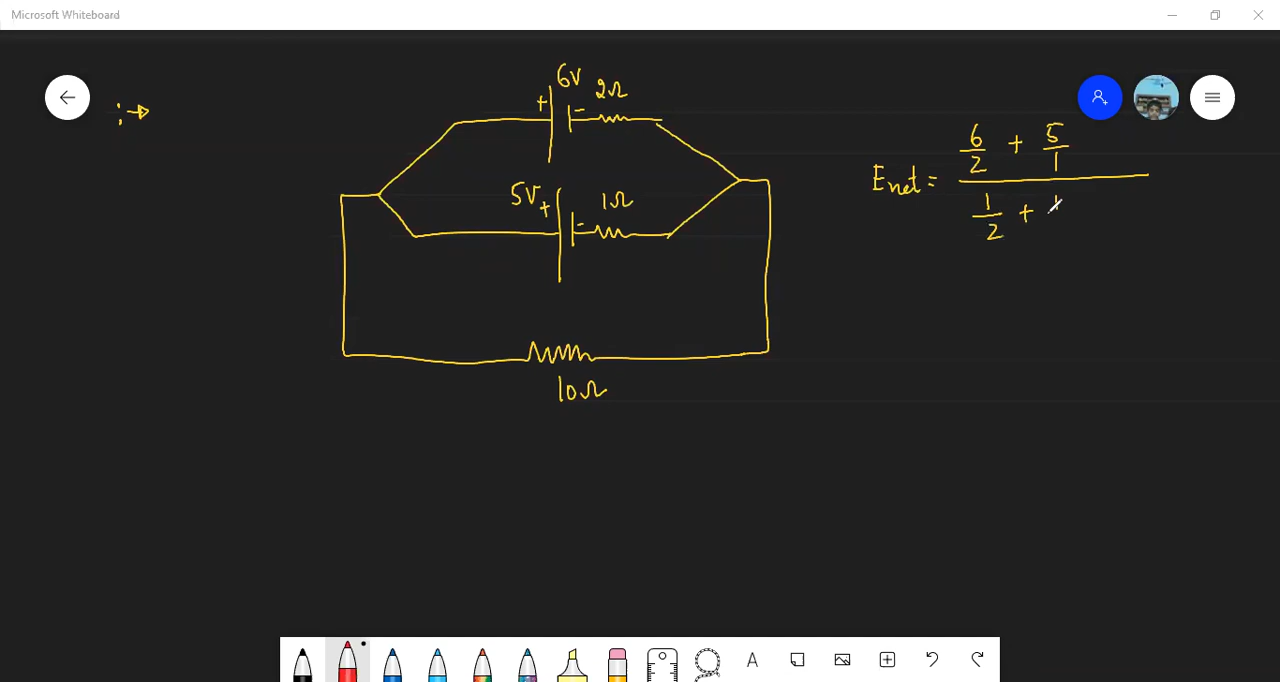 Microsoft Whiteboard
:→
6V
2Ω
+ -
5V
1Ω
+ -
10Ω
Enet = 6/2 + 5/1
1/2 + 1
A